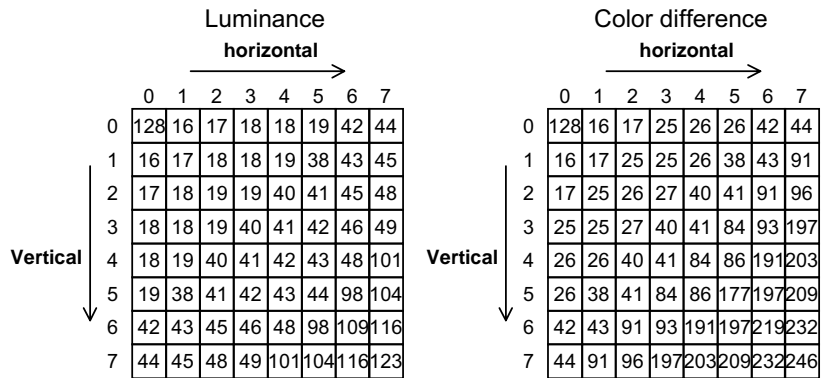 Luminance Color difference
horizontal horizontal
0 1 2 3 4 5 6 7 0 1 2 3 4 5 6 7
0 128 16 17 18 18 19 42 44 0 128 16 17 25 26 26 42 44
1 16 17 18 18 19 38 43 45 1 16 17 25 25 26 38 43 91
2 17 18 19 19 40 41 45 48 2 17 25 26 27 40 41 91 96
3 18 18 19 40 41 42 46 49 3 25 25 27 40 41 84 93 197
Vertical 4 18 19 40 41 42 43 48 101 Vertical 4 26 26 40 41 84 86 191 203
5 19 38 41 42 43 44 98 104 5 26 38 41 84 86 177 197 209
6 42 43 45 46 48 98 109 116 6 42 43 91 93 191 197 219 232
7 44 45 48 49 101 104 116 123 7 44 91 96 197 203 209 232 246